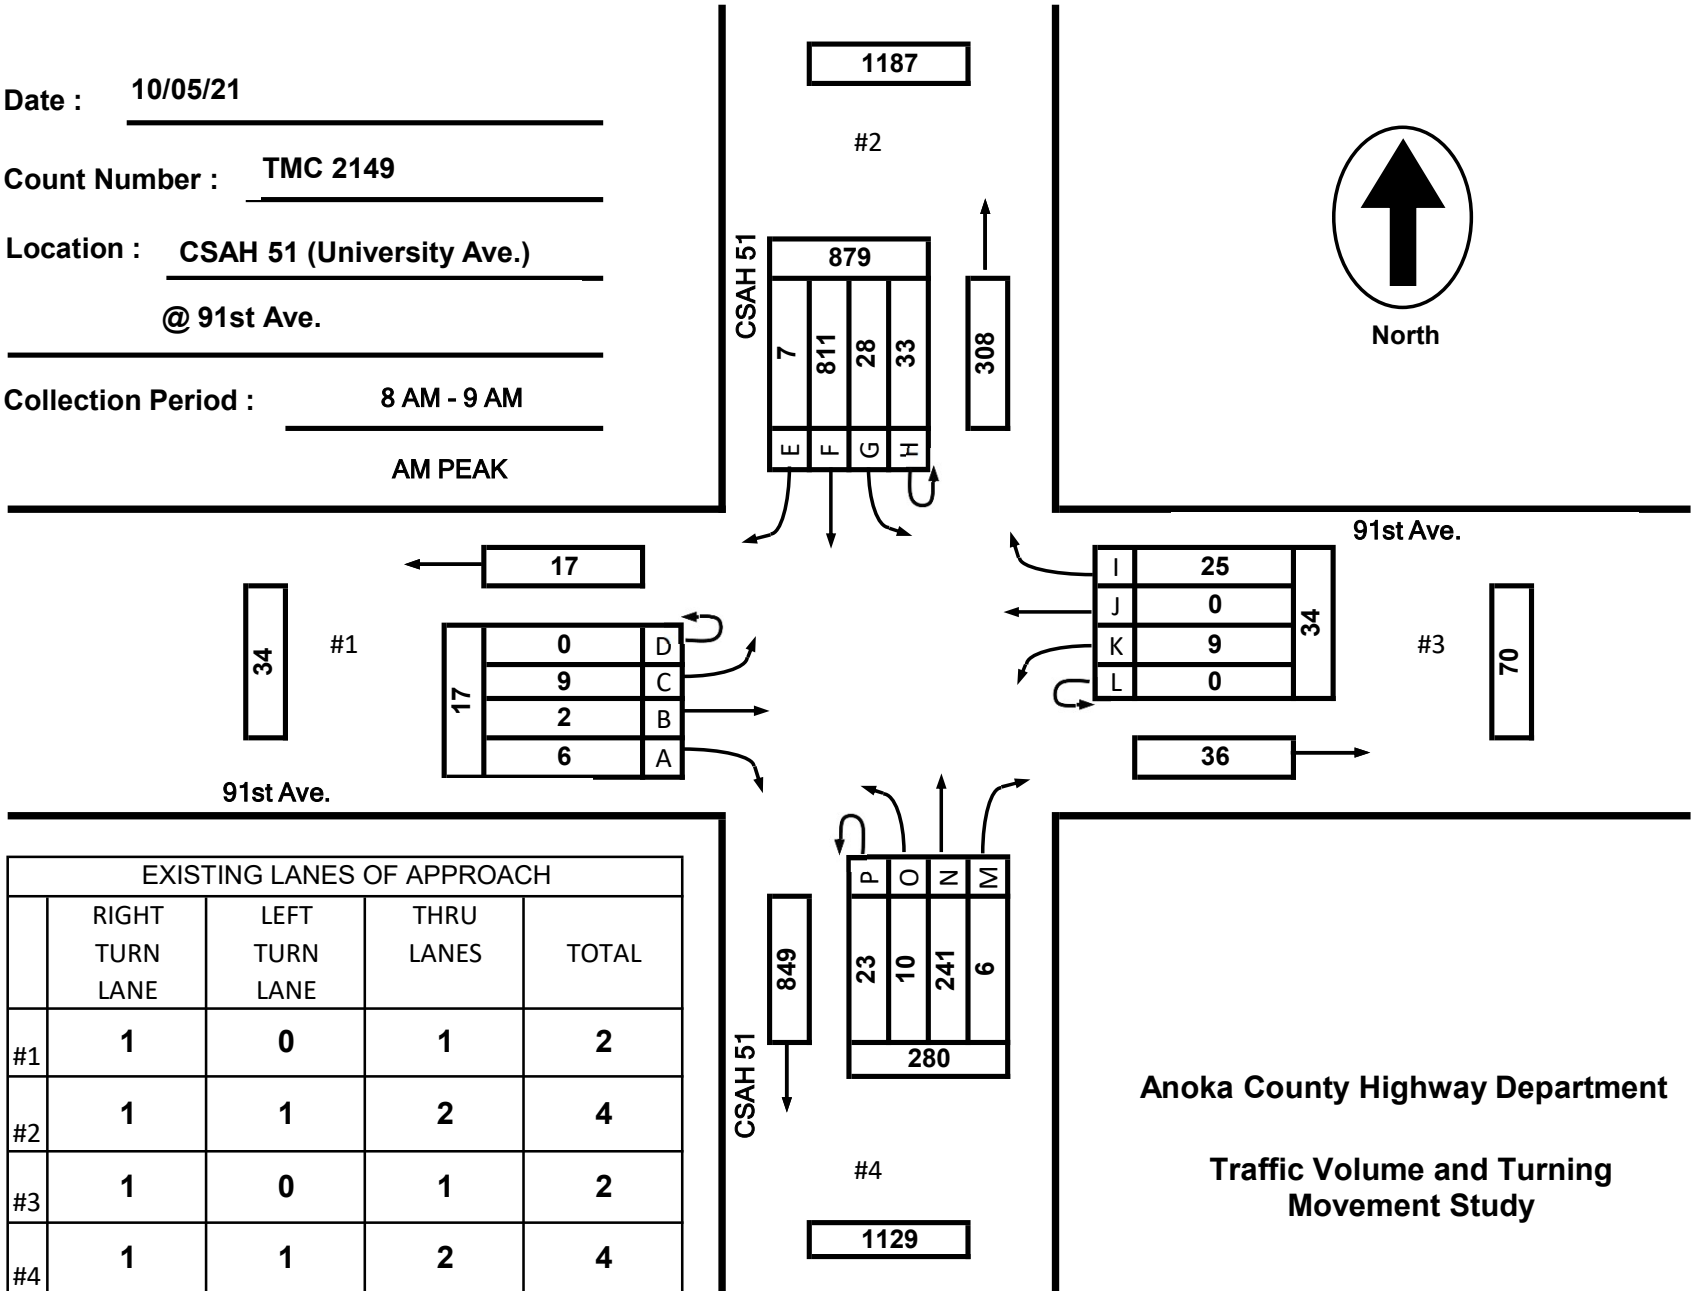 Date : 10/05/21
Count Number : TMC 2149
Location : CSAH 51 (University Ave.)
@ 91st Ave.
Collection Period : 8 AM - 9 AM
AM PEAK
1187
#2
CSAH 51
879
7 811 28 33
E F G H
308
North
91st Ave.
17
34
#1
17
0 D
9 C
2 B
6 A
91st Ave.
I 25
J 0
K 9
L 0
34
#3
70
36
P O N M
23 10 241 6
280
849
CSAH 51
#4
1129
EXISTING LANES OF APPROACH
RIGHT LEFT THRU
TURN TURN LANES TOTAL
LANE LANE
#1 1 0 1 2
#2 1 1 2 4
#3 1 0 1 2
#4 1 1 2 4
Anoka County Highway Department
Traffic Volume and Turning
Movement Study